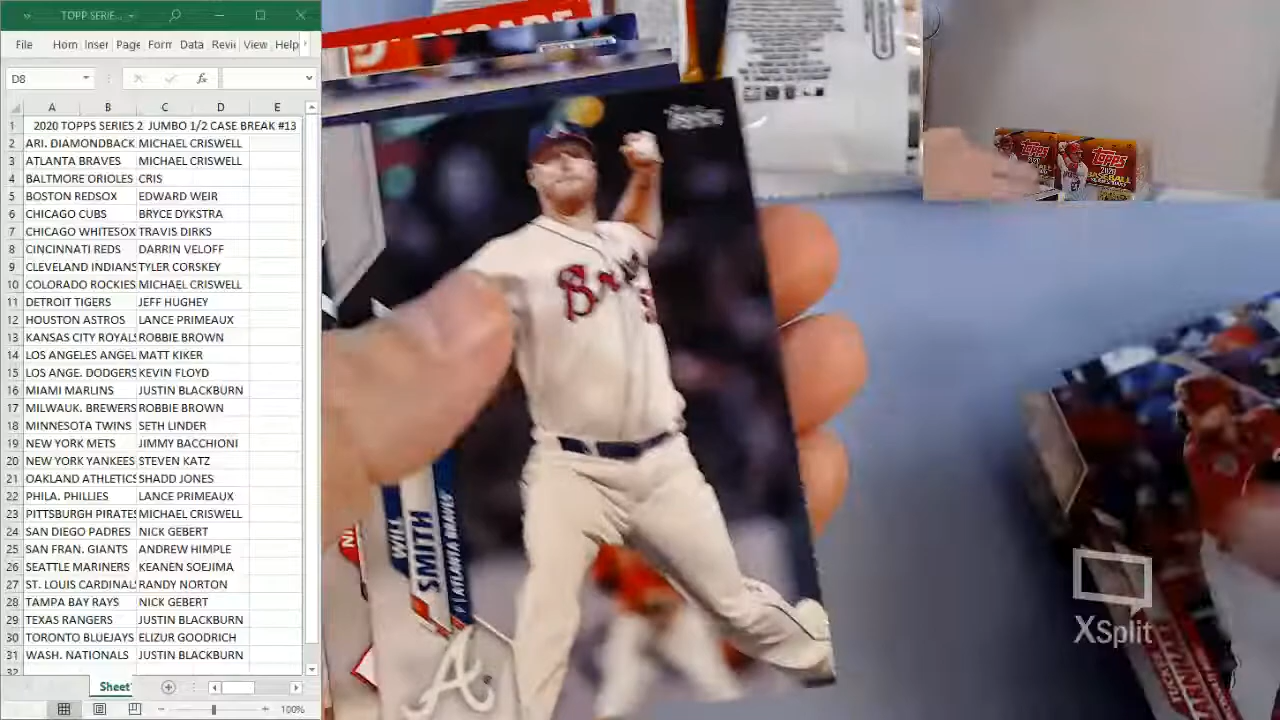 TOPP SERIE...
File Hom Inser Page Forr Data Revi View Help
D8
fx
A B C D E
1 2020 TOPPS SERIES 2 JUMBO 1/2 CASE BREAK #13
2 ARI. DIAMONDBACK MICHAEL CRISWELL
3 ATLANTA BRAVES MICHAEL CRISWELL
4 BALTMORE ORIOLES CRIS
5 BOSTON REDSOX EDWARD WEIR
6 CHICAGO CUBS BRYCE DYKSTRA
7 CHICAGO WHITESOX TRAVIS DIRKS
8 CINCINNATI REDS DARRIN VELOFF
9 CLEVELAND INDIANS TYLER CORSKEY
10 COLORADO ROCKIES MICHAEL CRISWELL
11 DETROIT TIGERS JEFF HUGHEY
12 HOUSTON ASTROS LANCE PRIMEAUX
13 KANSAS CITY ROYALS ROBBIE BROWN
14 LOS ANGELES ANGEL MATT KIKER
15 LOS ANGE. DODGERS KEVIN FLOYD
16 MIAMI MARLINS JUSTIN BLACKBURN
17 MILWAUK. BREWERS ROBBIE BROWN
18 MINNESOTA TWINS SETH LINDER
19 NEW YORK METS JIMMY BACCHIONI
20 NEW YORK YANKEES STEVEN KATZ
21 OAKLAND ATHLETICS SHADD JONES
22 PHILA. PHILLIES LANCE PRIMEAUX
23 PITTSBURGH PIRATES MICHAEL CRISWELL
24 SAN DIEGO PADRES NICK GEBERT
25 SAN FRAN. GIANTS ANDREW HIMPLE
26 SEATTLE MARINERS KEANEN SOEJIMA
27 ST. LOUIS CARDINALS RANDY NORTON
28 TAMPA BAY RAYS NICK GEBERT
29 TEXAS RANGERS JUSTIN BLACKBURN
30 TORONTO BLUEJAYS ELIZUR GOODRICH
31 WASH. NATIONALS JUSTIN BLACKBURN
32
Sheet
100%
Topps
WILL
SMITH
P | ATLANTA BRAVES
A
Topps
2020
BASEBALL
XSplit